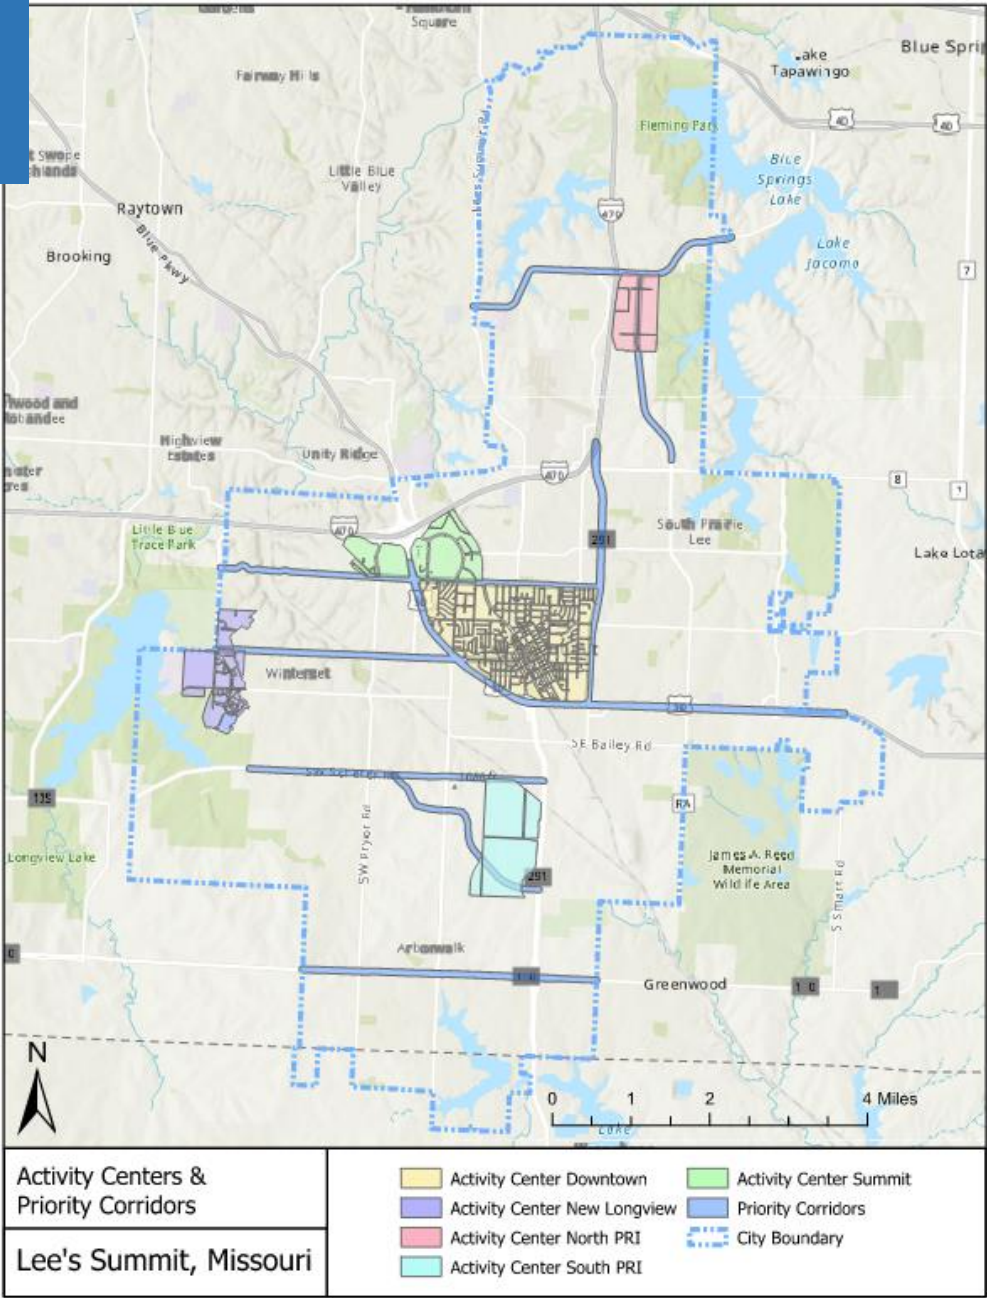 Square
Lake
Tapawingo
Blue Sprin
Fairway Hills
40
40
Fleming Park
Swope
hlands
Little Blue
Valley
Blue
Springs
Lake
Raytown
470
Blue Pkwy
Brooking
Lake
Jacomo
7
Highview
Estates
Unity Ridge
470
8
1
470
Little Blue
Trace Park
South Prairie
Lee
291
Lake Lota
Winterset
SE Bailey Rd
RA
SW Pryor Rd
Longview Lake
James A. Reed
Memorial
Wildlife Area
291
S Smart Rd
Arborwalk
Greenwood
N
0 1 2 4 Miles
Lake
Activity Centers &
Priority Corridors
Lee's Summit, Missouri
Activity Center Downtown
Activity Center New Longview
Activity Center North PRI
Activity Center South PRI
Activity Center Summit
Priority Corridors
City Boundary